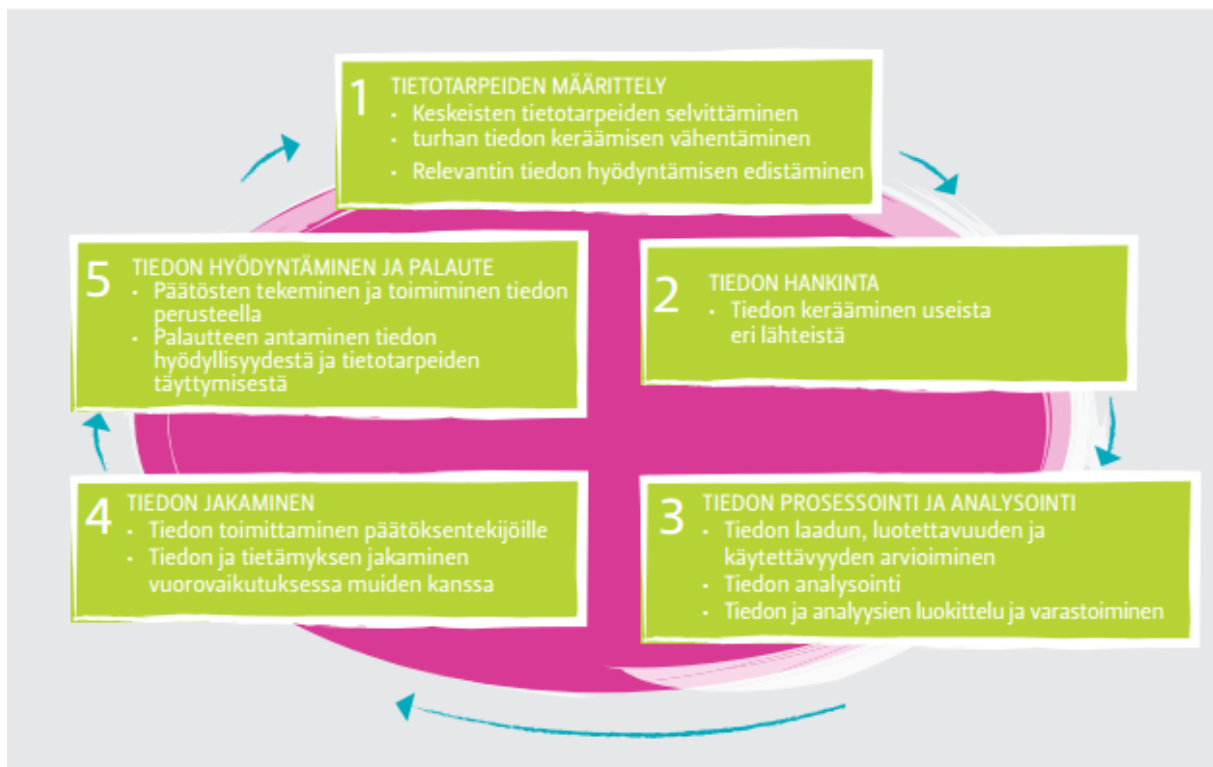 1
TIETOTARPEIDEN MÄÄRITTELY
• Keskeisten tietotarpeiden selvittäminen
• turhan tiedon keräämisen vähentäminen
• Relevantin tiedon hyödyntämisen edistäminen
2
TIEDON HANKINTA
• Tiedon kerääminen useista
eri lähteistä
3
TIEDON PROSESSOINTI JA ANALYSOINTI
• Tiedon laadun, luotettavuuden ja
käytettävyyden arvioiminen
• Tiedon analysointi
• Tiedon ja analyysien luokittelu ja varastoiminen
4
TIEDON JAKAMINEN
• Tiedon toimittaminen päätöksentekijöille
• Tiedon ja tietämyksen jakaminen
vuorovaikutuksessa muiden kanssa
5
TIEDON HYÖDYNTÄMINEN JA PALAUTE
• Päätösten tekeminen ja toimiminen tiedon
perusteella
• Palautteen antaminen tiedon
hyödyllisyydestä ja tietotarpeiden
täyttymisestä